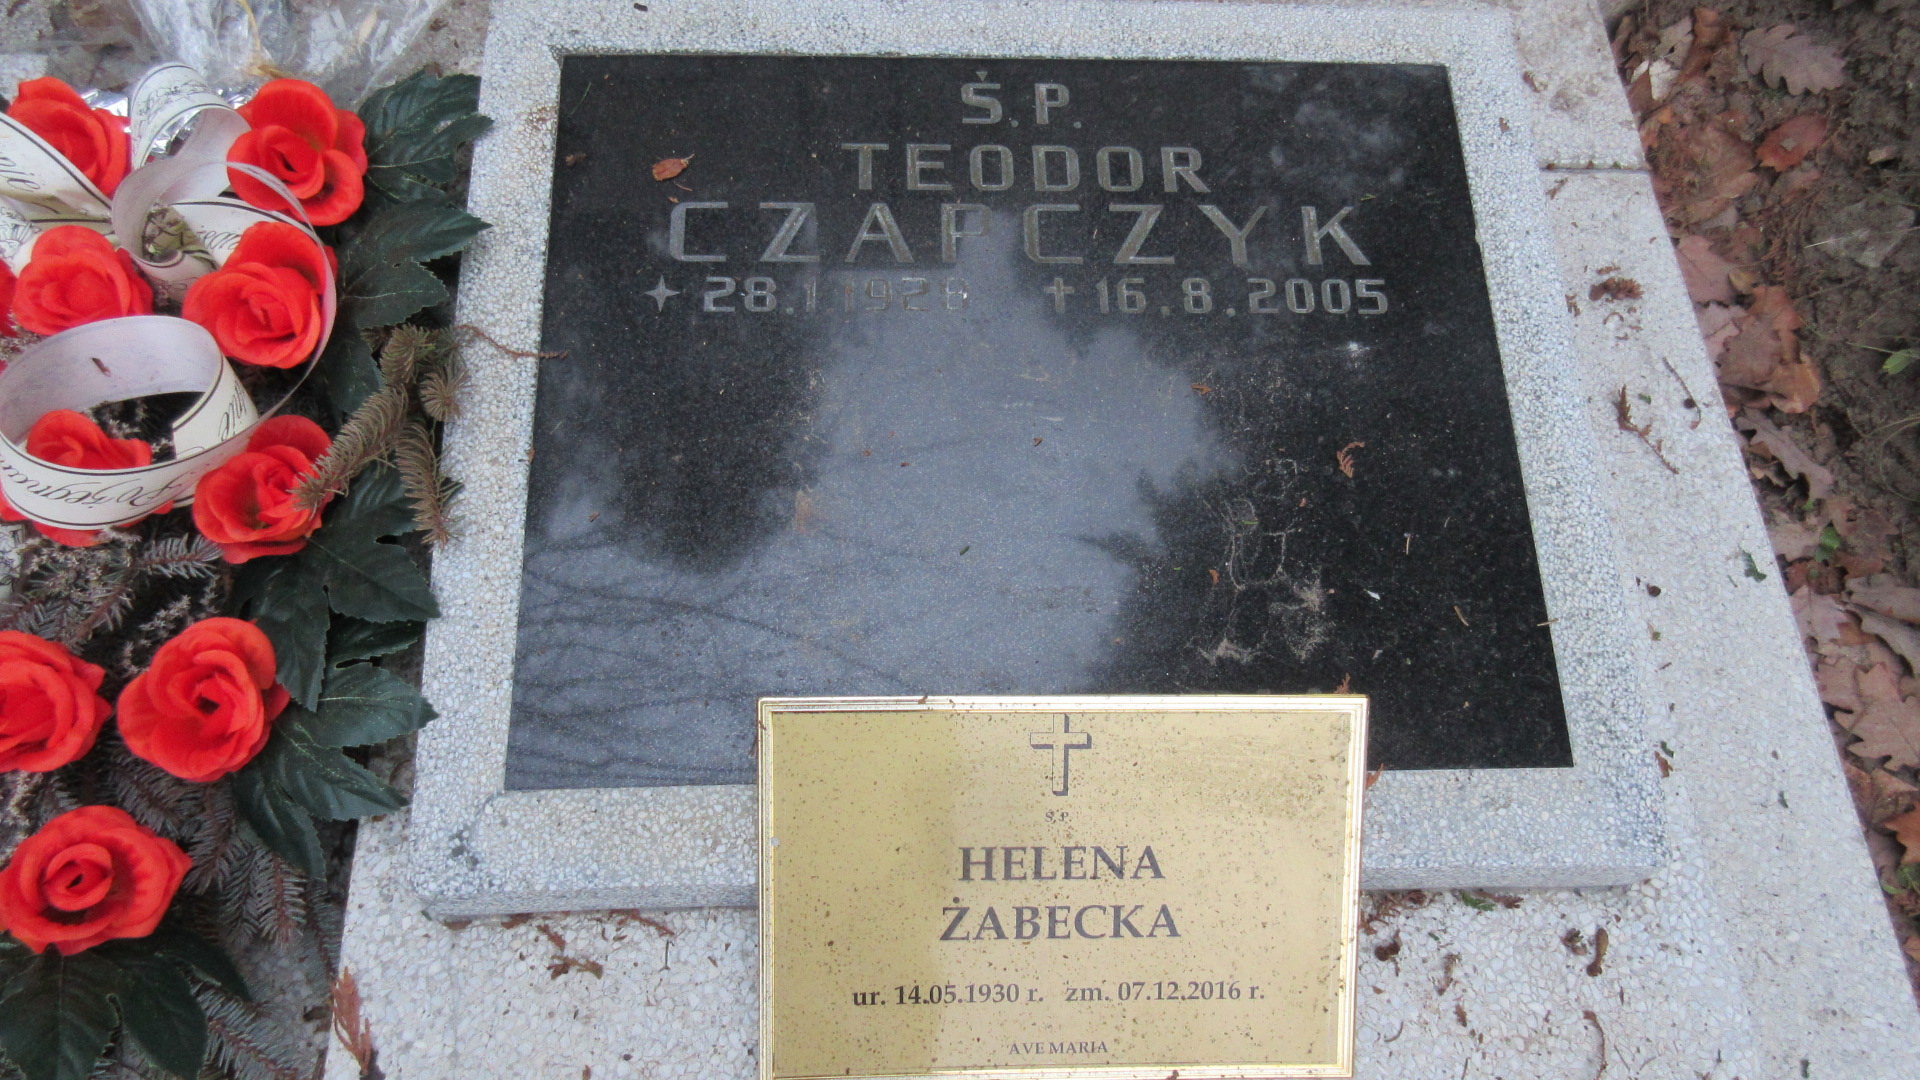 Ś.P.
TEODOR
CZAPCZYK
28.1 1928 † 16.8.2005
Ś.P.
HELENA
ŻABECKA
ur. 14.05.1930 r. zm. 07.12.2016 r.
AVE MARIA